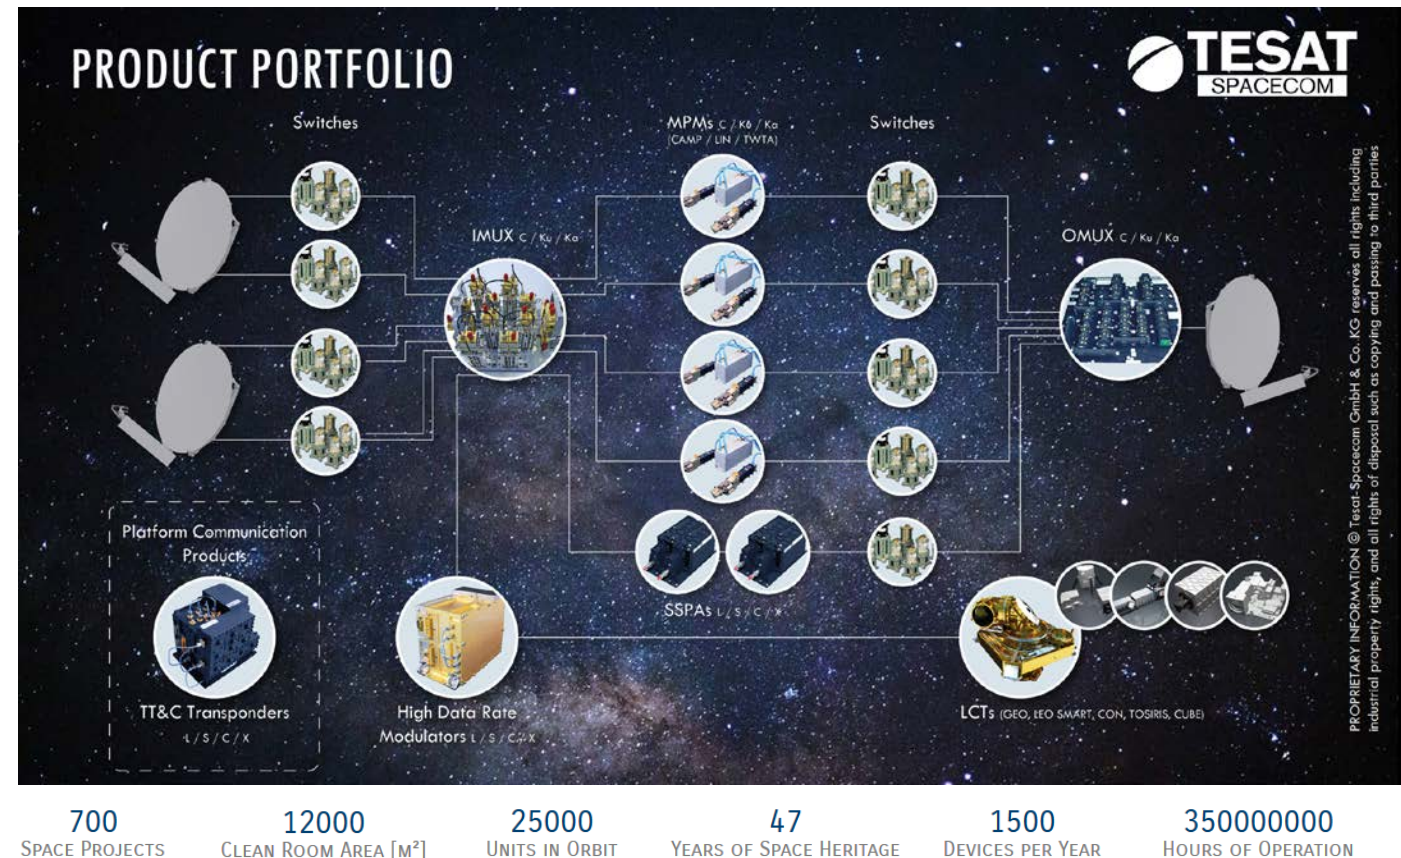 PRODUCT PORTFOLIO
TESAT
SPACECOM
Switches
MPMs C / K6 / Ka
(CAMP / LIN / TWTA)
Switches
IMUX C / Ku / Ka
OMUX C / Ku / Ka
Platform Communication
Products
SSPAs L / S / C / X
TT&C Transponders
L / S / C / X
High Data Rate
Modulators L / S / C / X
LCTs (GEO, LEO SMART, CON, TOSIRIS, CUBE)
PROPRIETARY INFORMATION © Tesat-Spacecom GmbH & Co. KG reserves all rights including
industrial property rights, and all rights of disposal such as copying and passing to third parties
700
SPACE PROJECTS
12000
CLEAN ROOM AREA [M²]
25000
UNITS IN ORBIT
47
YEARS OF SPACE HERITAGE
1500
DEVICES PER YEAR
350000000
HOURS OF OPERATION